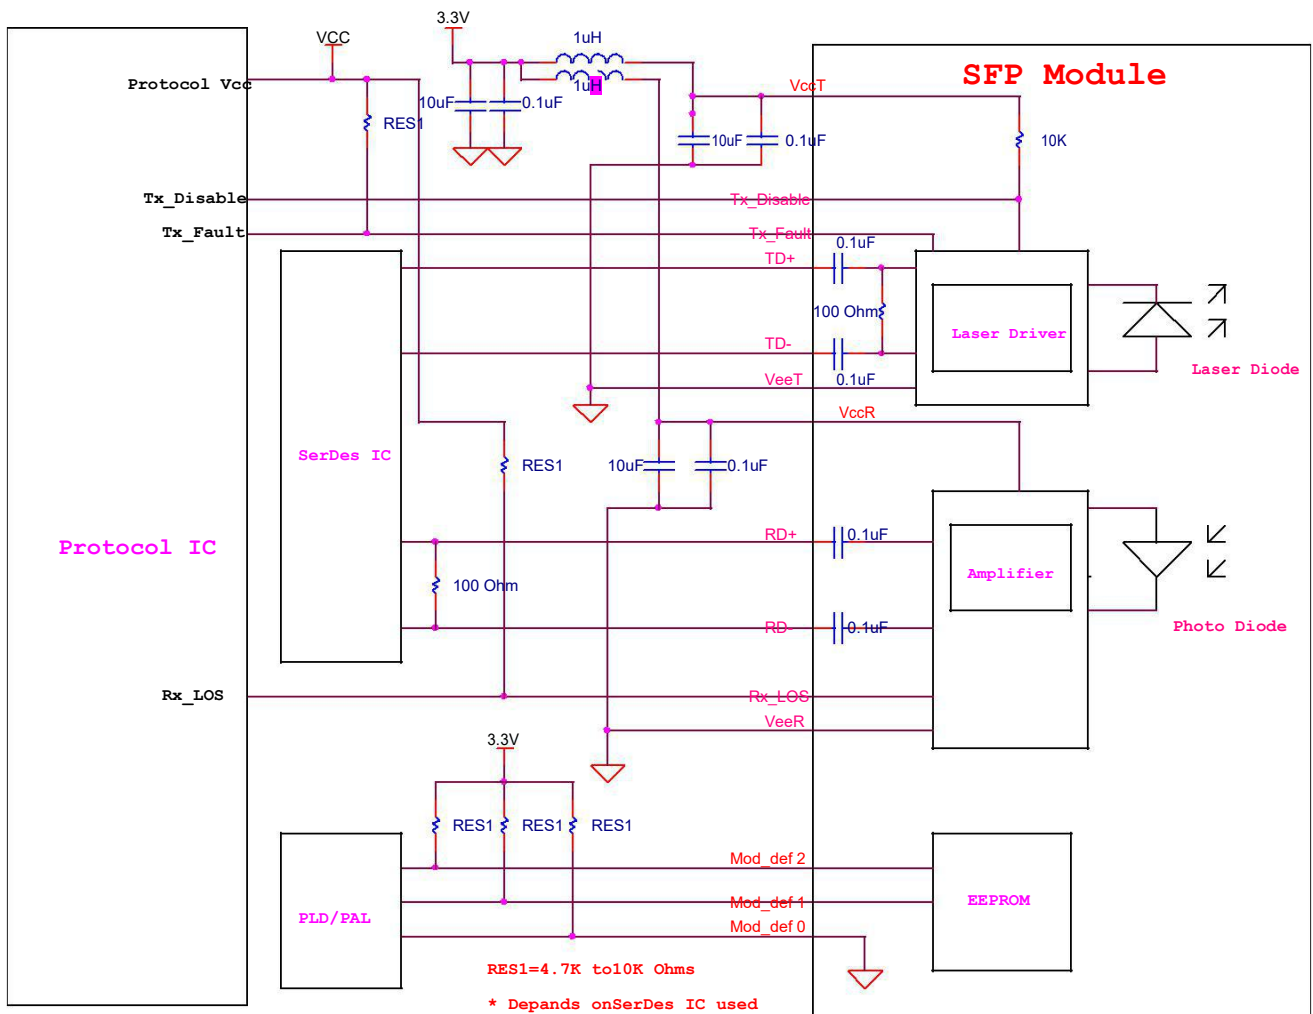 3.3V
VCC
1uH
SFP Module
Protocol Vcc
1uH
VccT
10uF
0.1uF
RES1
10uF
0.1uF
10K
Tx_Disable
Tx_Disable
Tx_Fault
Tx_Fault
0.1uF
TD+
100 Ohm
Laser Driver
TD-
Laser Diode
VeeT
0.1uF
VccR
SerDes IC
RES1
10uF
0.1uF
RD+
0.1uF
Protocol IC
Amplifier
100 Ohm
RD-
0.1uF
Photo Diode
Rx_LOS
Rx_LOS
VeeR
3.3V
RES1
RES1
RES1
Mod_def 2
PLD/PAL
Mod_def 1
EEPROM
Mod_def 0
RES1=4.7K to10K Ohms
* Depands onSerDes IC used